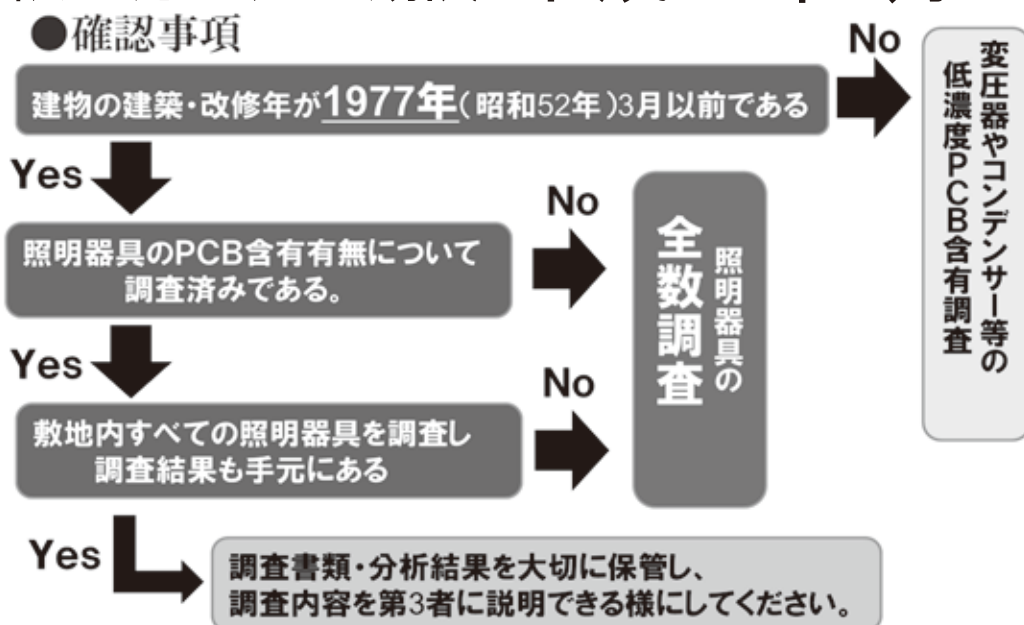 ●確認事項
建物の建築・改修年が1977年(昭和52年)3月以前である
No
変圧器やコンデンサー等の
低濃度PCB含有調査
Yes
照明器具のPCB含有有無について
調査済みである。
No
照明器具の
全数調査
Yes
敷地内すべての照明器具を調査し
調査結果も手元にある
No
Yes
調査書類・分析結果を大切に保管し、
調査内容を第3者に説明できる様にしてください。